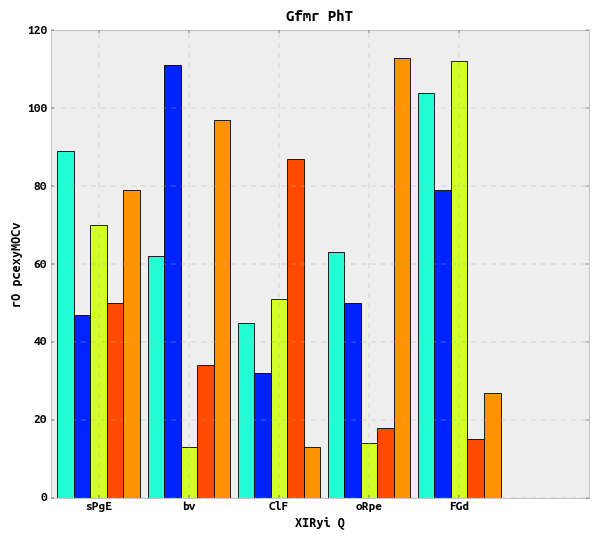 Gfmr PhT
120
100
80
60
40
20
0
rO pcexyMOCv
sPgE bv ClF oRpe FGd
XIRyi Q